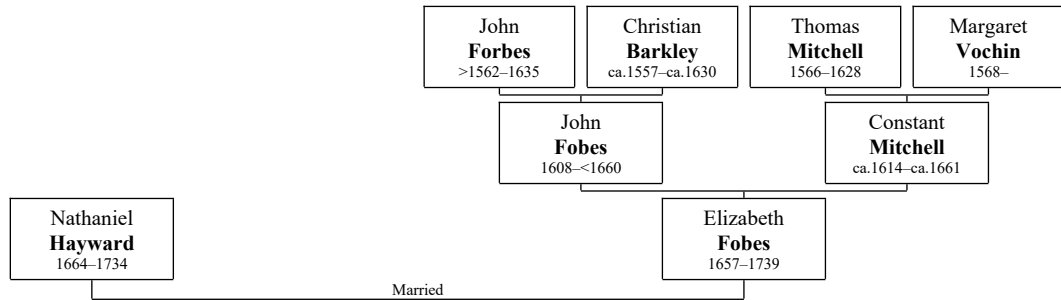 John
Forbes
>1562–1635
Christian
Barkley
ca.1557–ca.1630
Thomas
Mitchell
1566–1628
Margaret
Vochin
1568–
John
Fobes
1608–<1660
Constant
Mitchell
ca.1614–ca.1661
Nathaniel
Hayward
1664–1734
Elizabeth
Fobes
1657–1739
Married